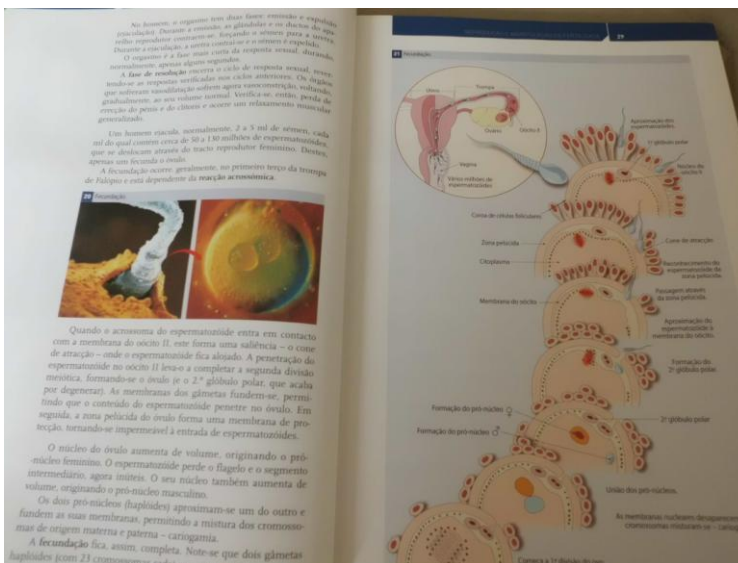 No homem, o orgasmo tem duas fases: emissão e expulsão
(ejaculação). Durante a emissão, as glândulas e os ductos do apa-
relho reprodutor contraem-se, forçando o sémen para a uretra.
Durante a ejaculação, a uretra contrai-se e o sémen é expelido.
O orgasmo é a fase mais curta da resposta sexual, durando,
normalmente, apenas alguns segundos.
A fase de resolução encerra o ciclo de resposta sexual, rever-
tendo-se as respostas verificadas nos ciclos anteriores. Os órgãos
que sofreram vasodilatação sofrem agora vasoconstrição, voltando,
gradualmente, ao seu volume normal. Verifica-se, então, perda de
erecção do pénis e do clítoris e ocorre um relaxamento muscular
generalizado.
Um homem ejacula, normalmente, 2 a 5 ml de sémen, cada
ml do qual contém cerca de 50 a 130 milhões de espermatozóides,
que se deslocam através do tracto reprodutor feminino. Destes,
apenas um fecunda o óvulo.
A fecundação ocorre, geralmente, no primeiro terço da trompa
de Falópio e está dependente da reacção acrossómica.
20 Fecundação.
Quando o acrossoma do espermatozóide entra em contacto
com a membrana do oócito II, este forma uma saliência – o cone
de atracção – onde o espermatozóide fica alojado. A penetração do
espermatozóide no oócito II leva-o a completar a segunda divisão
meiótica, formando-se o óvulo (e o 2.º glóbulo polar, que acaba
por degenerar). As membranas dos gâmetas fundem-se, permi-
tindo que o conteúdo do espermatozóide penetre no óvulo. Em
seguida, a zona pelúcida do óvulo forma uma membrana de pro-
tecção, tornando-se impermeável à entrada de espermatozóides.
O núcleo do óvulo aumenta de volume, originando o pró-
-núcleo feminino. O espermatozóide perde o flagelo e o segmento
intermediário, agora inúteis. O seu núcleo também aumenta de
volume, originando o pró-núcleo masculino.
Os dois pró-núcleos (haplóides) aproximam-se um do outro e
fundem as suas membranas, permitindo a mistura dos cromosso-
mas de origem materna e paterna – cariogamia.
A fecundação fica, assim, completa. Note-se que dois gâmetas
haplóides (com 23 cromossomas
29
21 Fecundação.
Útero
Trompa
Ovário
Oócito II
Vagina
Vários milhões de
espermatozóides
Aproximação dos
espermatozóides
1º glóbulo polar
Núcleo do
oócito II
Coroa de células foliculares
Zona pelúcida
Citoplasma
Cone de atracção
Reconhecimento do
espermatozóide da
zona pelúcida.
Membrana do oócito
Passagem através
da zona pelúcida.
Aproximação do
espermatozóide à
membrana do oócito.
Formação do
2º glóbulo polar.
Formação do pró-núcleo ♀
Formação do pró-núcleo ♂
2º glóbulo polar
União dos pró-núcleos.
As membranas nucleares desaparecem
cromossomas misturam-se – cariog
Começa a 1ª divisão do